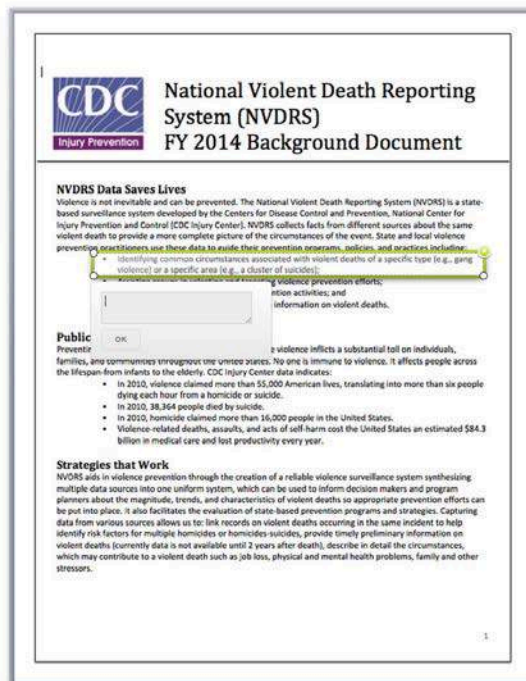 CDC
Injury Prevention
National Violent Death Reporting
System (NVDRS)
FY 2014 Background Document
NVDRS Data Saves Lives
Violence is not inevitable and can be prevented. The National Violent Death Reporting System (NVDRS) is a state-
based surveillance system developed by the Centers for Disease Control and Prevention, National Center for
Injury Prevention and Control (CDC Injury Center). NVDRS collects facts from different sources about the same
violent death to provide a more complete picture of the circumstances of the event. State and local violence
prevention practitioners use these data to guide their prevention programs, policies, and practices including:
• Identifying common circumstances associated with violent deaths of a specific type (e.g., gang
violence) or a specific area (e.g., a cluster of suicides);
violence prevention efforts;
ntion activities; and
information on violent deaths.
OK
Public
Preventin
e violence inflicts a substantial toll on individuals,
families, and communities throughout the United States. No one is immune to violence. It affects people across
the lifespan-from infants to the elderly. CDC Injury Center data indicates:
• In 2010, violence claimed more than 55,000 American lives, translating into more than six people
dying each hour from a homicide or suicide.
• In 2010, 38,364 people died by suicide.
• In 2010, homicide claimed more than 16,000 people in the United States.
• Violence-related deaths, assaults, and acts of self-harm cost the United States an estimated $84.3
billion in medical care and lost productivity every year.
Strategies that Work
NVDRS aids in violence prevention through the creation of a reliable violence surveillance system synthesizing
multiple data sources into one uniform system, which can be used to inform decision makers and program
planners about the magnitude, trends, and characteristics of violent deaths so appropriate prevention efforts can
be put into place. It also facilitates the evaluation of state-based prevention programs and strategies. Capturing
data from various sources allows us to: link records on violent deaths occurring in the same incident to help
identify risk factors for multiple homicides or homicides-suicides, provide timely preliminary information on
violent deaths (currently data is not available until 2 years after death), describe in detail the circumstances,
which may contribute to a violent death such as job loss, physical and mental health problems, family and other
stressors.
1